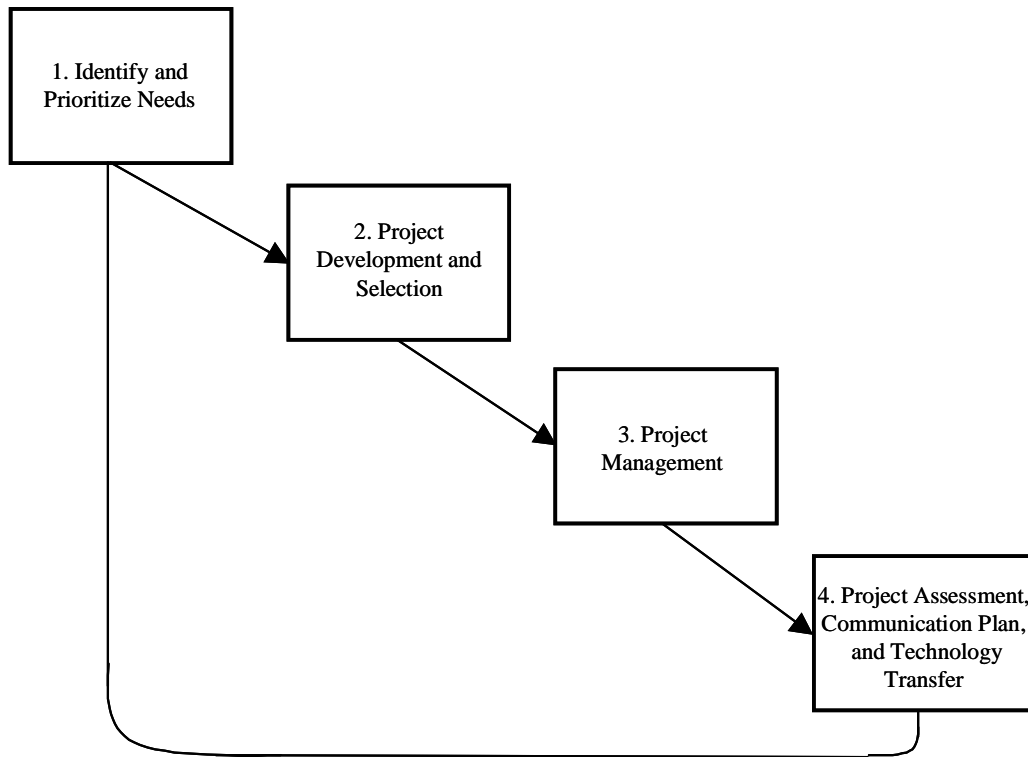 1. Identify and
Prioritize Needs
2. Project
Development and
Selection
3. Project
Management
4. Project Assessment,
Communication Plan,
and Technology
Transfer